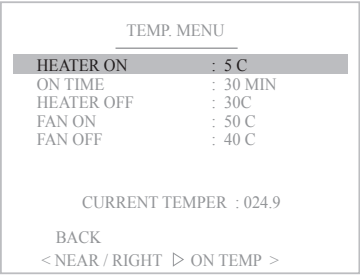 TEMP. MENU
HEATER ON : 5 C
ON TIME : 30 MIN
HEATER OFF : 30C
FAN ON : 50 C
FAN OFF : 40 C
CURRENT TEMPER : 024.9
BACK
< NEAR / RIGHT ▷ ON TEMP >